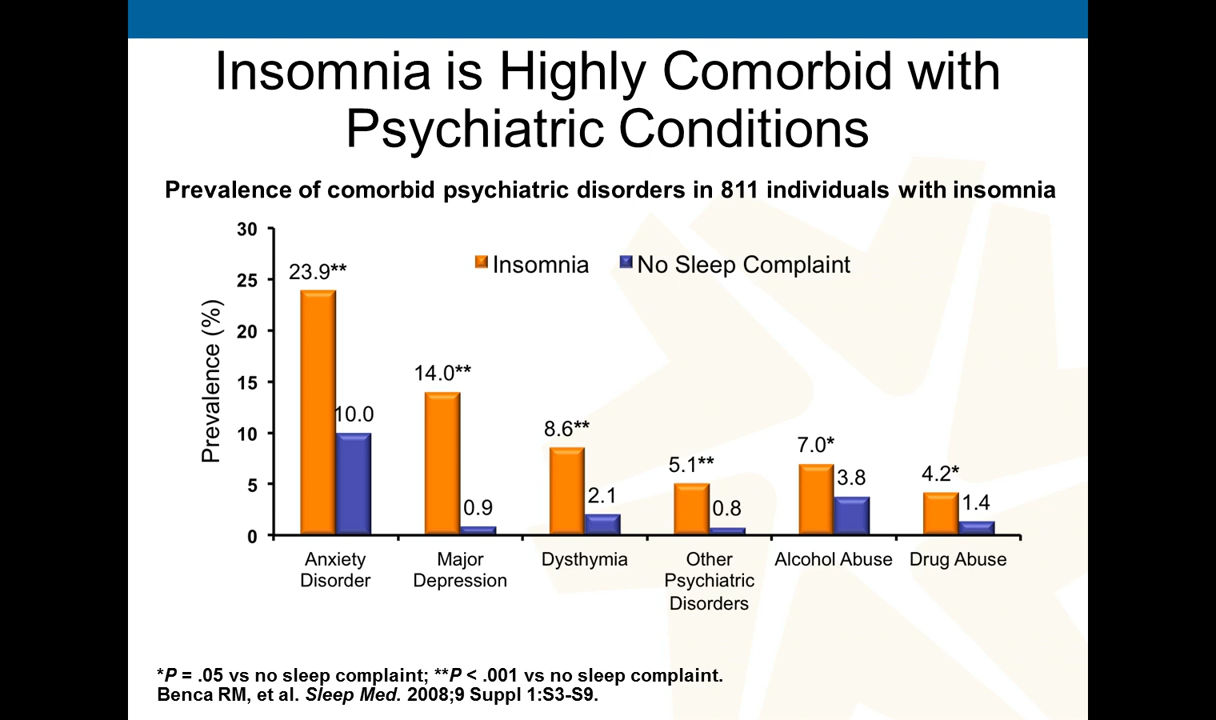 Insomnia is Highly Comorbid with
Psychiatric Conditions
Prevalence of comorbid psychiatric disorders in 811 individuals with insomnia
Prevalence (%)
30
25
20
15
10
5
0
Insomnia
No Sleep Complaint
23.9**
10.0
14.0**
0.9
8.6**
2.1
5.1**
0.8
7.0*
3.8
4.2*
1.4
Anxiety
Disorder
Major
Depression
Dysthymia
Other
Psychiatric
Disorders
Alcohol Abuse
Drug Abuse
*P = .05 vs no sleep complaint; **P < .001 vs no sleep complaint.
Benca RM, et al. Sleep Med. 2008;9 Suppl 1:S3-S9.